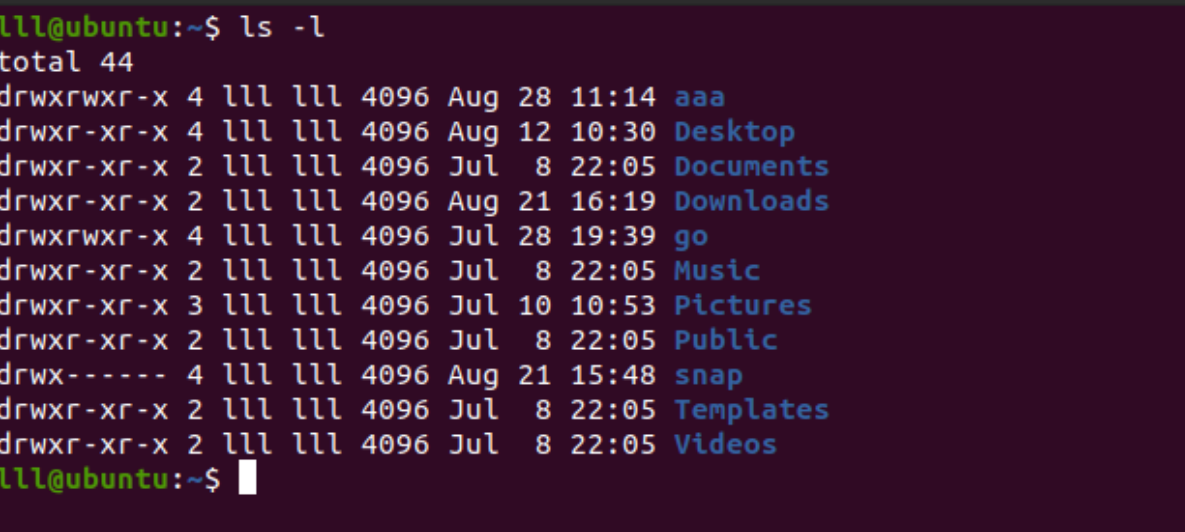 lll@ubuntu:~$ ls -l
total 44
drwxrwxr-x 4 lll lll 4096 Aug 28 11:14 aaa
drwxr-xr-x 4 lll lll 4096 Aug 12 10:30 Desktop
drwxr-xr-x 2 lll lll 4096 Jul  8 22:05 Documents
drwxr-xr-x 2 lll lll 4096 Aug 21 16:19 Downloads
drwxrwxr-x 4 lll lll 4096 Jul 28 19:39 go
drwxr-xr-x 2 lll lll 4096 Jul  8 22:05 Music
drwxr-xr-x 3 lll lll 4096 Jul 10 10:53 Pictures
drwxr-xr-x 2 lll lll 4096 Jul  8 22:05 Public
drwx------ 4 lll lll 4096 Aug 21 15:48 snap
drwxr-xr-x 2 lll lll 4096 Jul  8 22:05 Templates
drwxr-xr-x 2 lll lll 4096 Jul  8 22:05 Videos
lll@ubuntu:~$